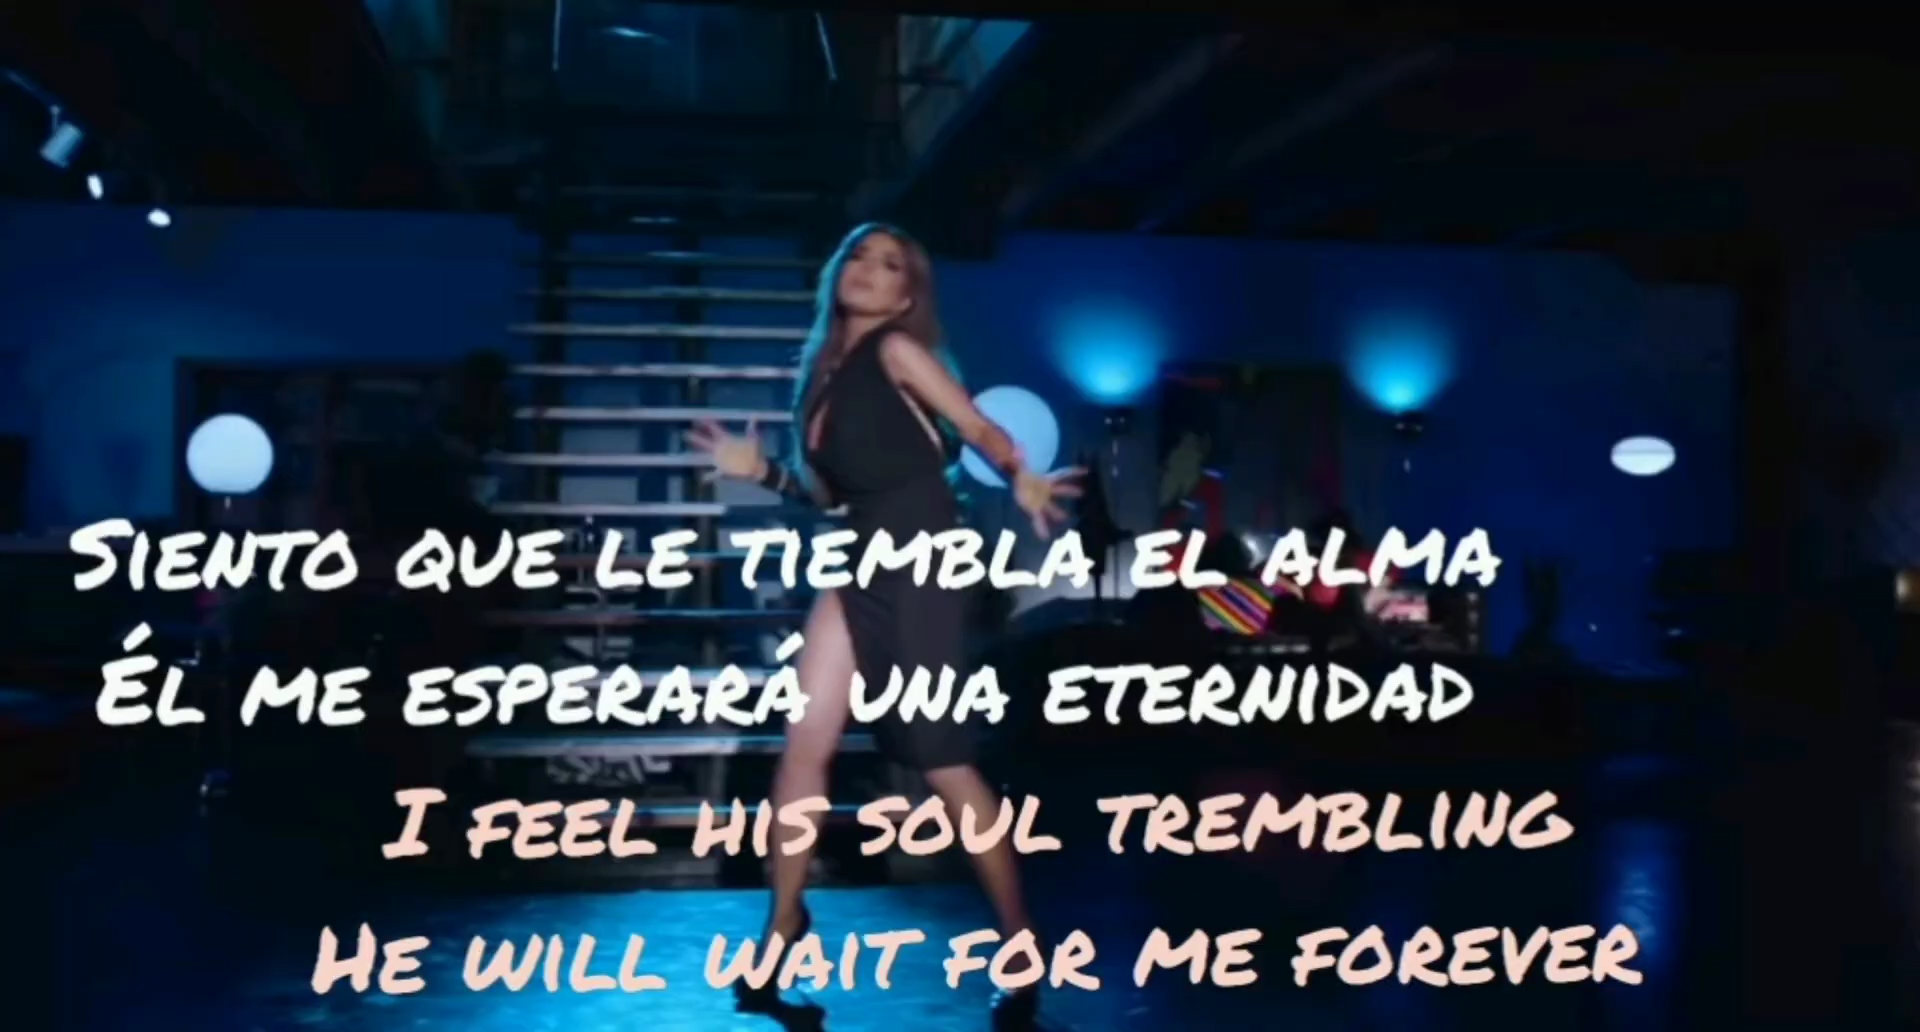 SIENTO QUE LE TIEMBLA EL ALMA
ÉL ME ESPERARÁ UNA ETERNIDAD
I FEEL HIS SOUL TREMBLING
HE WILL WAIT FOR ME FOREVER